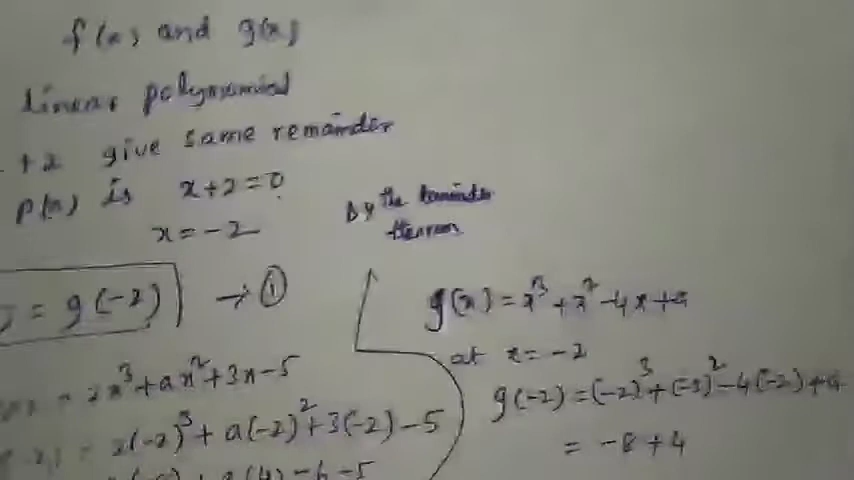 f(x) and g(x)
linear polynomial
+2 give same remainder
p(x) is x+2=0
x = -2
By the remainder
theorem
= g(-2) → ①
= 2x³+ax²+3x-5
= 2(-2)³+a(-2)²+3(-2)-5
+a(4)-6-5
g(x) = x³+x²-4x+a
at x=-2
g(-2) = (-2)³+(-2)²-4(-2)+a
= -8+4